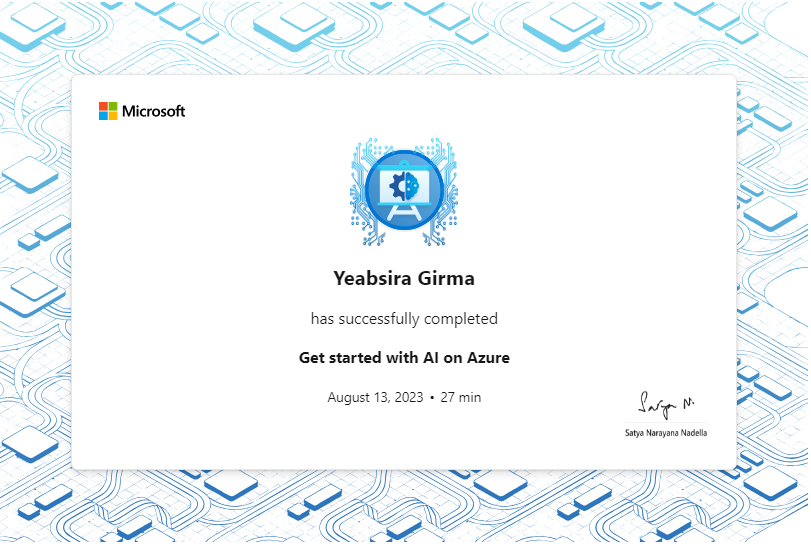 Microsoft
Yeabsira Girma
has successfully completed
Get started with AI on Azure
August 13, 2023 • 27 min
Satya N.
Satya Narayana Nadella